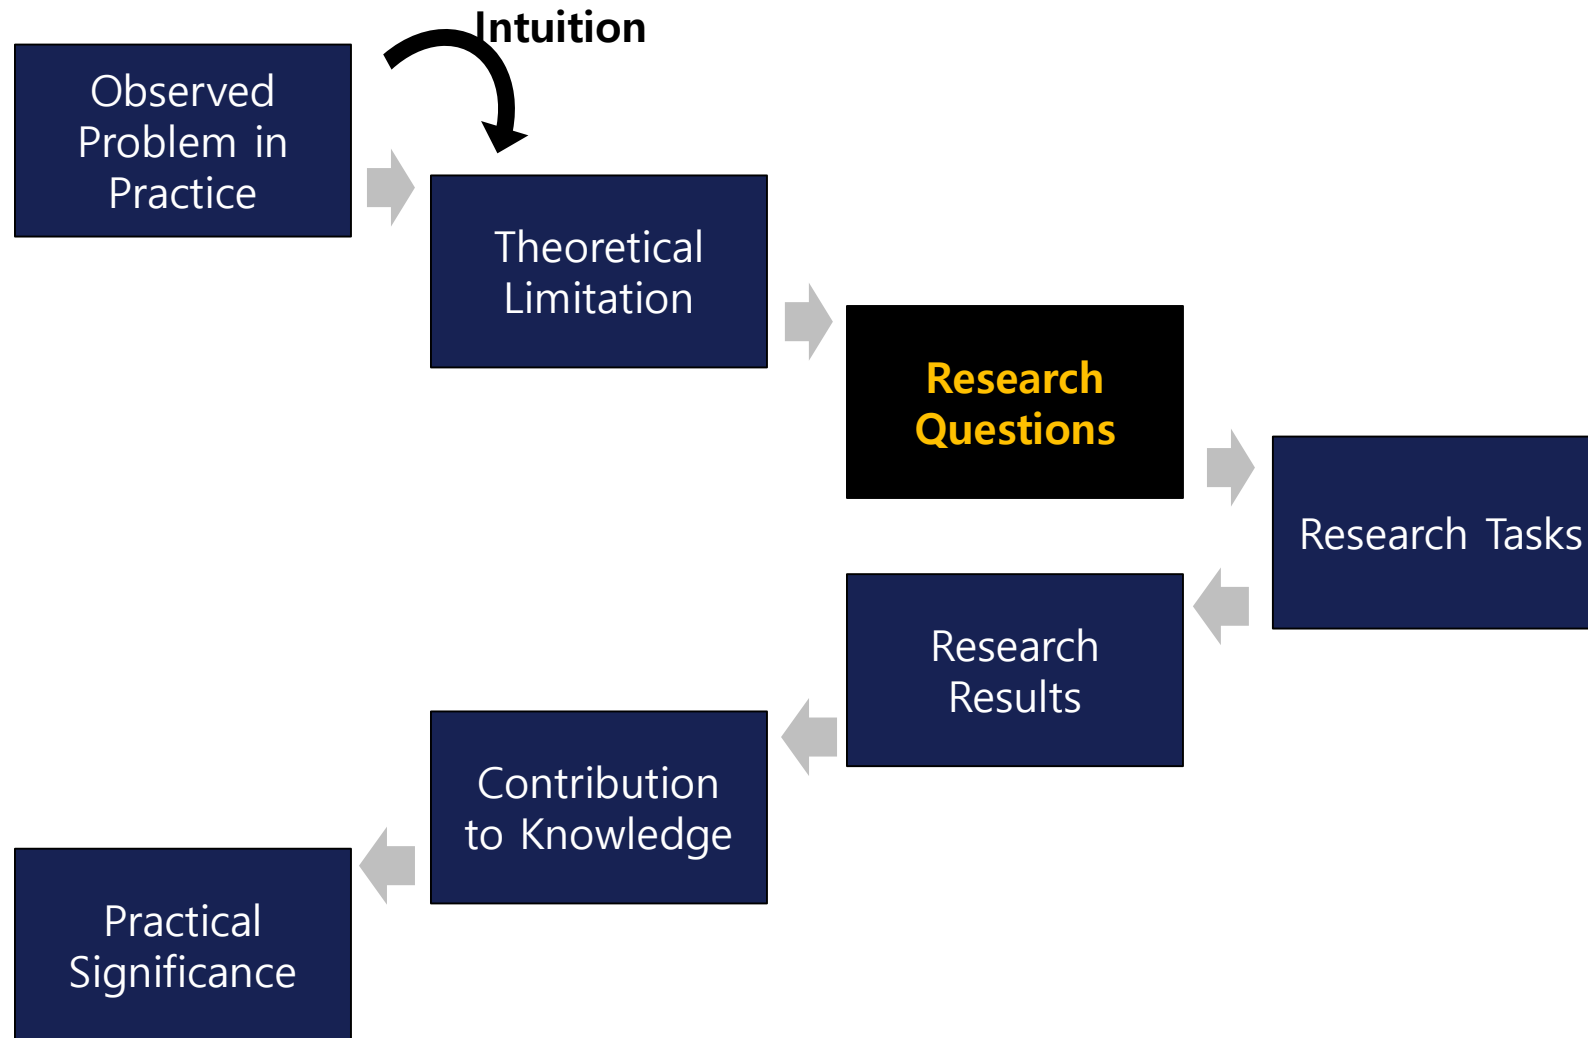 Intuition
Observed
Problem in
Practice
Theoretical
Limitation
Research
Questions
Research Tasks
Research
Results
Contribution
to Knowledge
Practical
Significance